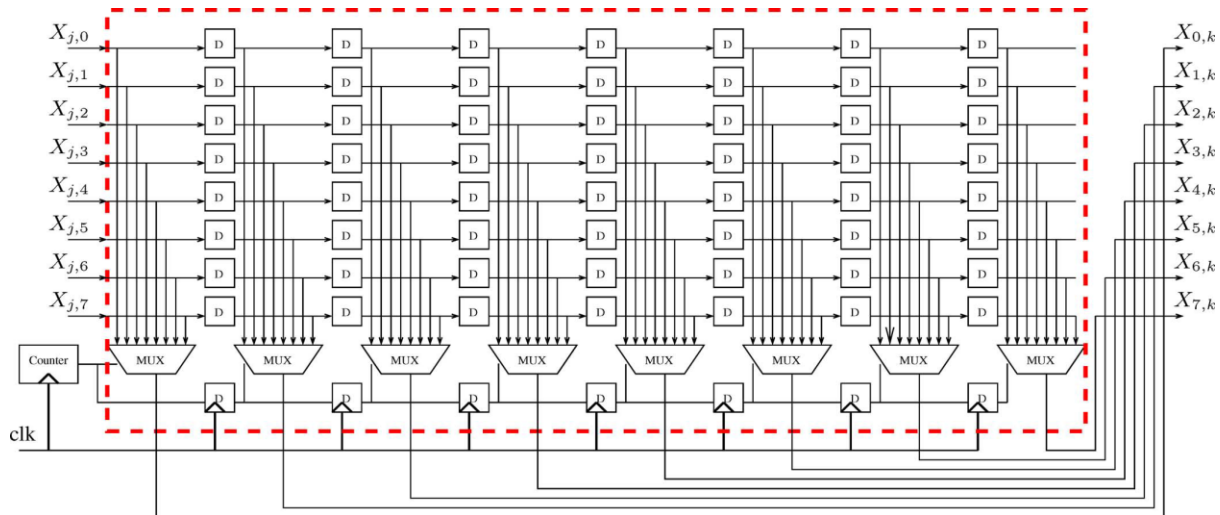 X_{j,0} D D D D D D D X_{0,k}
X_{j,1} D D D D D D D X_{1,k}
X_{j,2} D D D D D D D X_{2,k}
X_{j,3} D D D D D D D X_{3,k}
X_{j,4} D D D D D D D X_{4,k}
X_{j,5} D D D D D D D X_{5,k}
X_{j,6} D D D D D D D X_{6,k}
X_{j,7} D D D D D D D X_{7,k}
Counter MUX MUX MUX MUX MUX MUX MUX MUX
D D D D D D D
clk